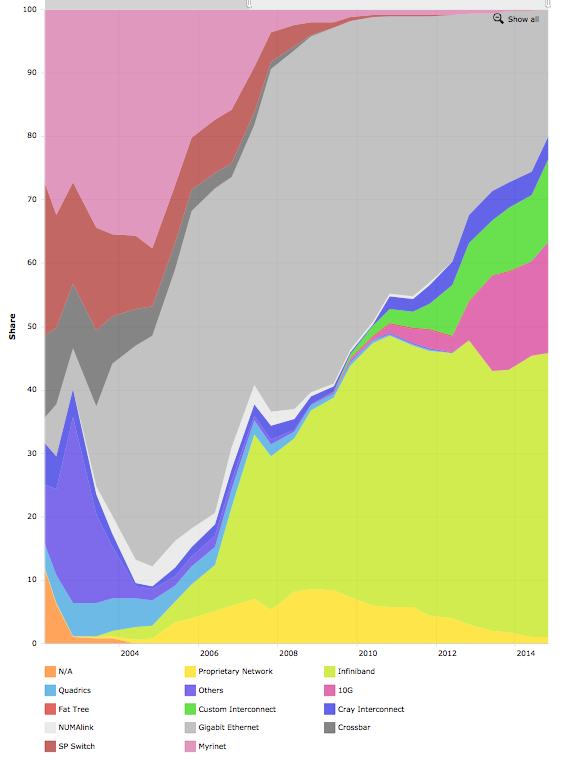 100
Show all
90
80
70
60
50
Share
40
30
20
10
0
2004 2006 2008 2010 2012 2014
N/A Proprietary Network Infiniband
Quadrics Others 10G
Fat Tree Custom Interconnect Cray Interconnect
NUMAlink Gigabit Ethernet Crossbar
SP Switch Myrinet